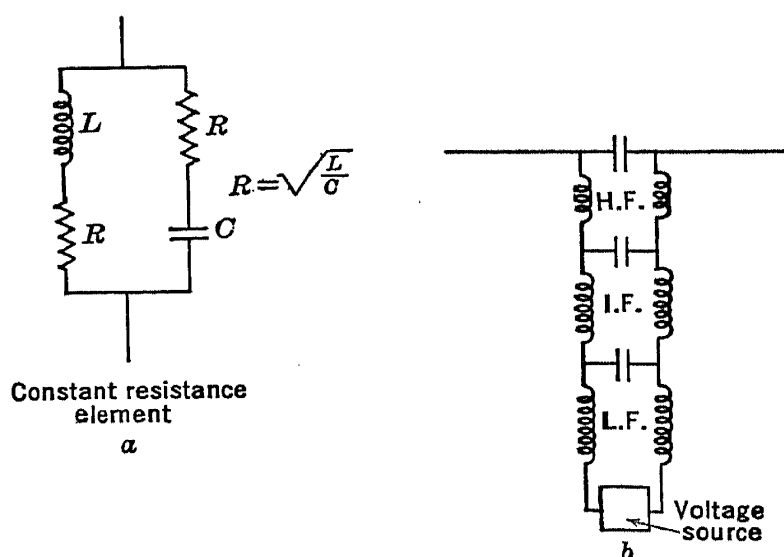 L
R
R
C
R=√L/C
Constant resistance
element
a
H.F.
I.F.
L.F.
Voltage
source
b